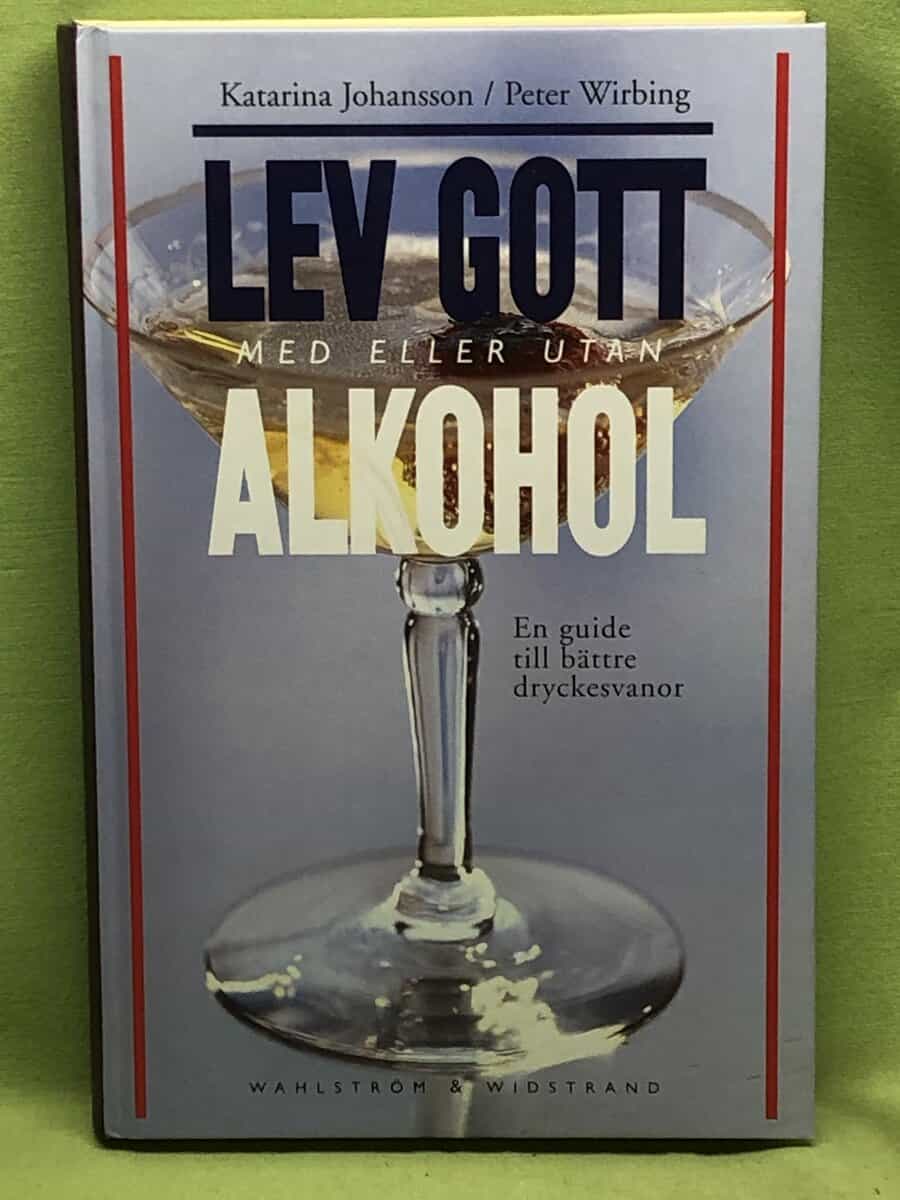 Katarina Johansson / Peter Wirbing
LEV GOTT
MED ELLER UTAN
ALKOHOL
En guide
till bättre
dryckesvanor
WAHLSTRÖM & WIDSTRAND